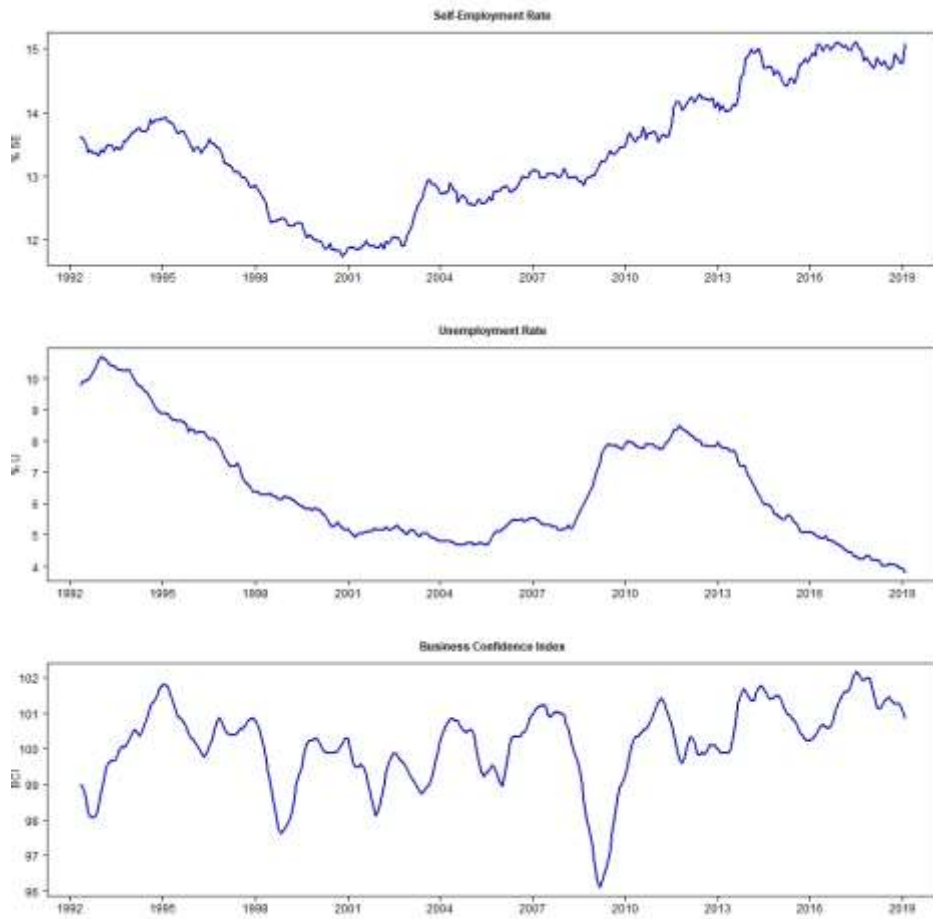 Self-Employment Rate
15
14
13
12
% SE
1992 1995 1998 2001 2004 2007 2010 2013 2016 2019
Unemployment Rate
10
9
8
7
6
5
4
% U
1992 1995 1998 2001 2004 2007 2010 2013 2016 2019
Business Confidence Index
102
101
100
99
98
97
96
BCI
1992 1995 1998 2001 2004 2007 2010 2013 2016 2019